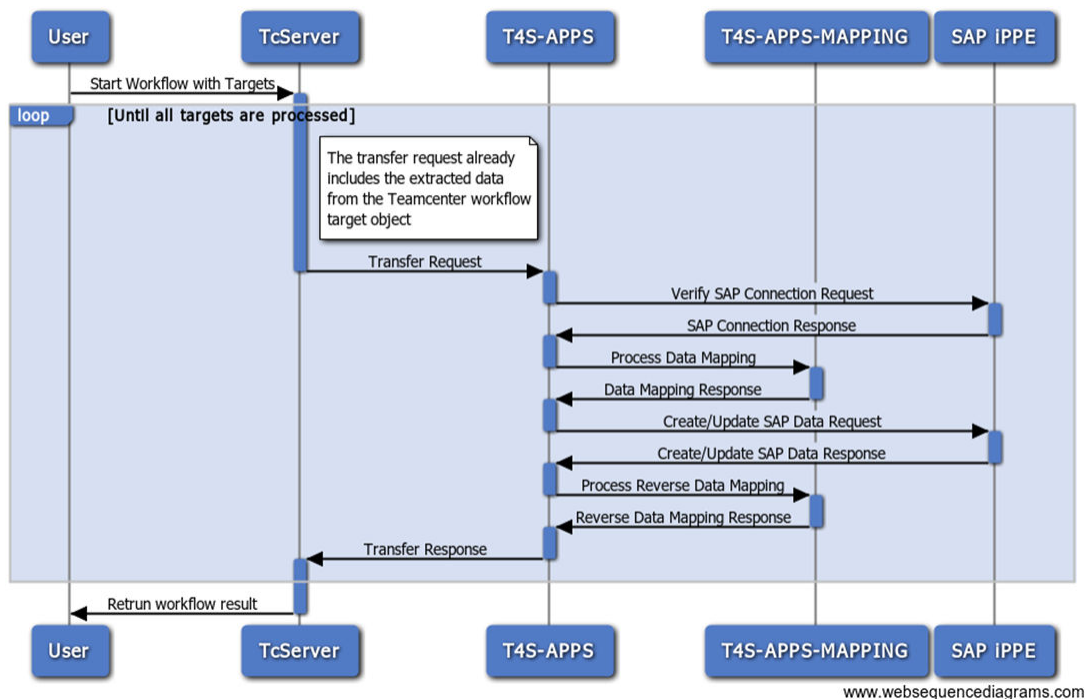 User
TcServer
T4S-APPS
T4S-APPS-MAPPING
SAP iPPE
Start Workflow with Targets
loop
[Until all targets are processed]
The transfer request already
includes the extracted data
from the Teamcenter workflow
target object
Transfer Request
Verify SAP Connection Request
SAP Connection Response
Process Data Mapping
Data Mapping Response
Create/Update SAP Data Request
Create/Update SAP Data Response
Process Reverse Data Mapping
Reverse Data Mapping Response
Transfer Response
Retrun workflow result
User
TcServer
T4S-APPS
T4S-APPS-MAPPING
SAP iPPE
www.websequencediagrams.com